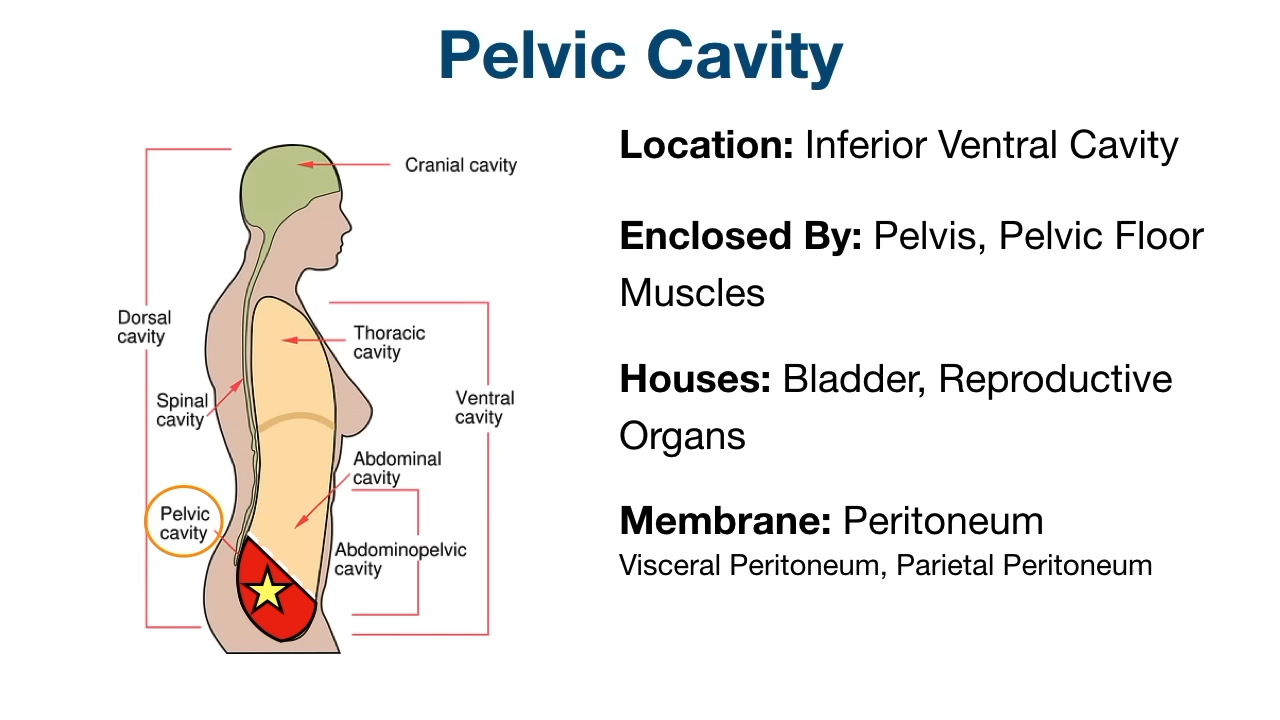 Pelvic Cavity
Cranial cavity
Dorsal
cavity
Thoracic
cavity
Spinal
cavity
Ventral
cavity
Abdominal
cavity
Pelvic
cavity
Abdominopelvic
cavity
Location: Inferior Ventral Cavity
Enclosed By: Pelvis, Pelvic Floor
Muscles
Houses: Bladder, Reproductive
Organs
Membrane: Peritoneum
Visceral Peritoneum, Parietal Peritoneum